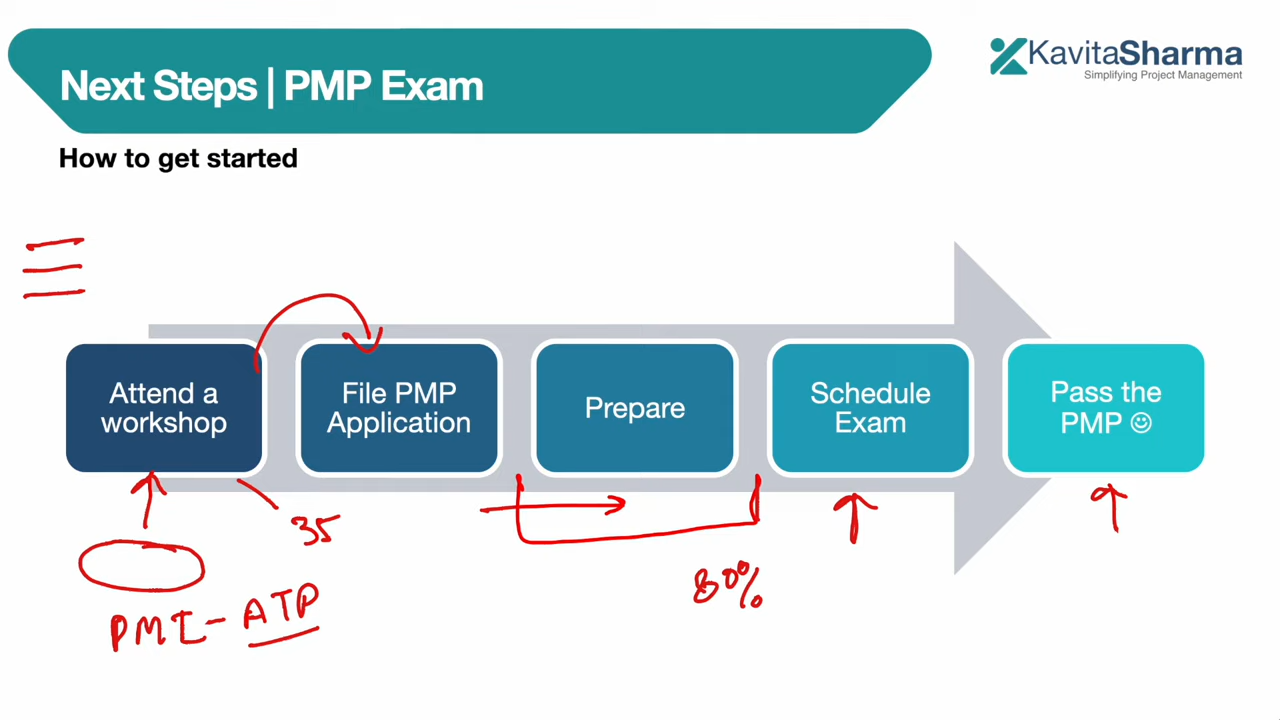 KavitaSharma
Simplifying Project Management
Next Steps | PMP Exam
How to get started
Attend a
workshop
File PMP
Application
Prepare
Schedule
Exam
Pass the
PMP ☺
35
80%
PMI-ATP